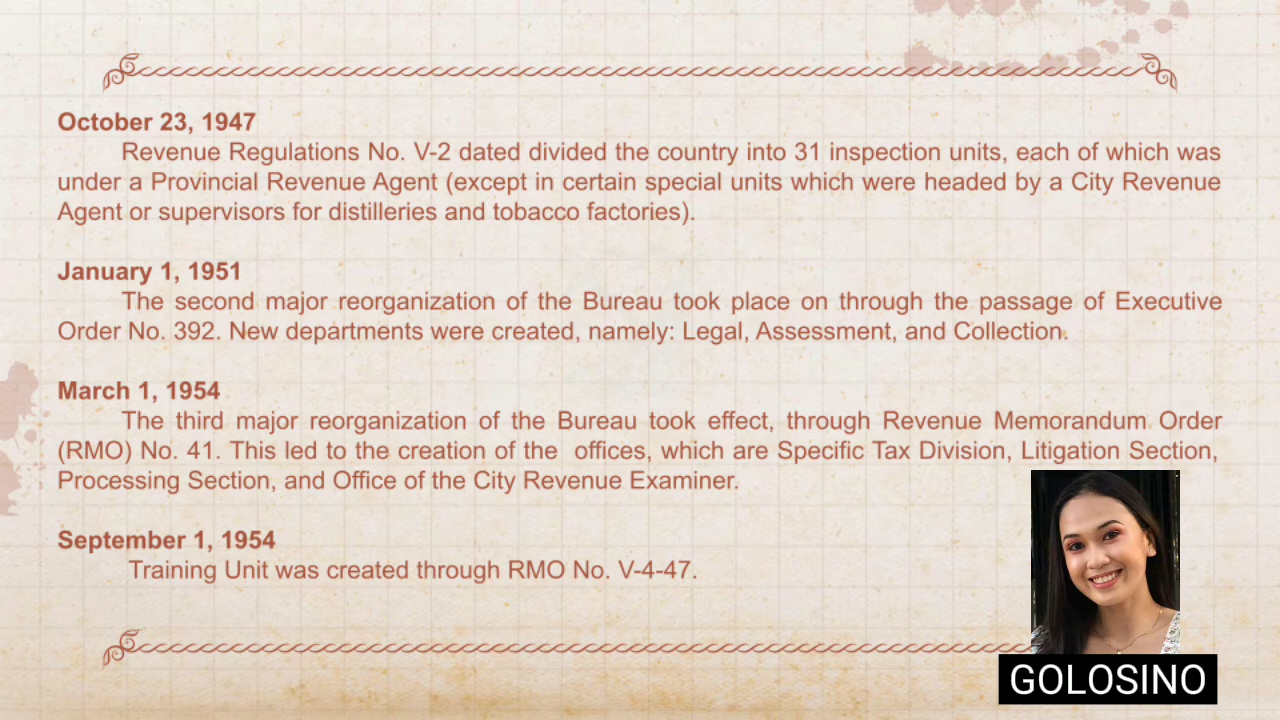 October 23, 1947
Revenue Regulations No. V-2 dated divided the country into 31 inspection units, each of which was
under a Provincial Revenue Agent (except in certain special units which were headed by a City Revenue
Agent or supervisors for distilleries and tobacco factories).
January 1, 1951
The second major reorganization of the Bureau took place on through the passage of Executive
Order No. 392. New departments were created, namely: Legal, Assessment, and Collection.
March 1, 1954
The third major reorganization of the Bureau took effect, through Revenue Memorandum Order
(RMO) No. 41. This led to the creation of the offices, which are Specific Tax Division, Litigation Section,
Processing Section, and Office of the City Revenue Examiner.
September 1, 1954
Training Unit was created through RMO No. V-4-47.
GOLOSINO